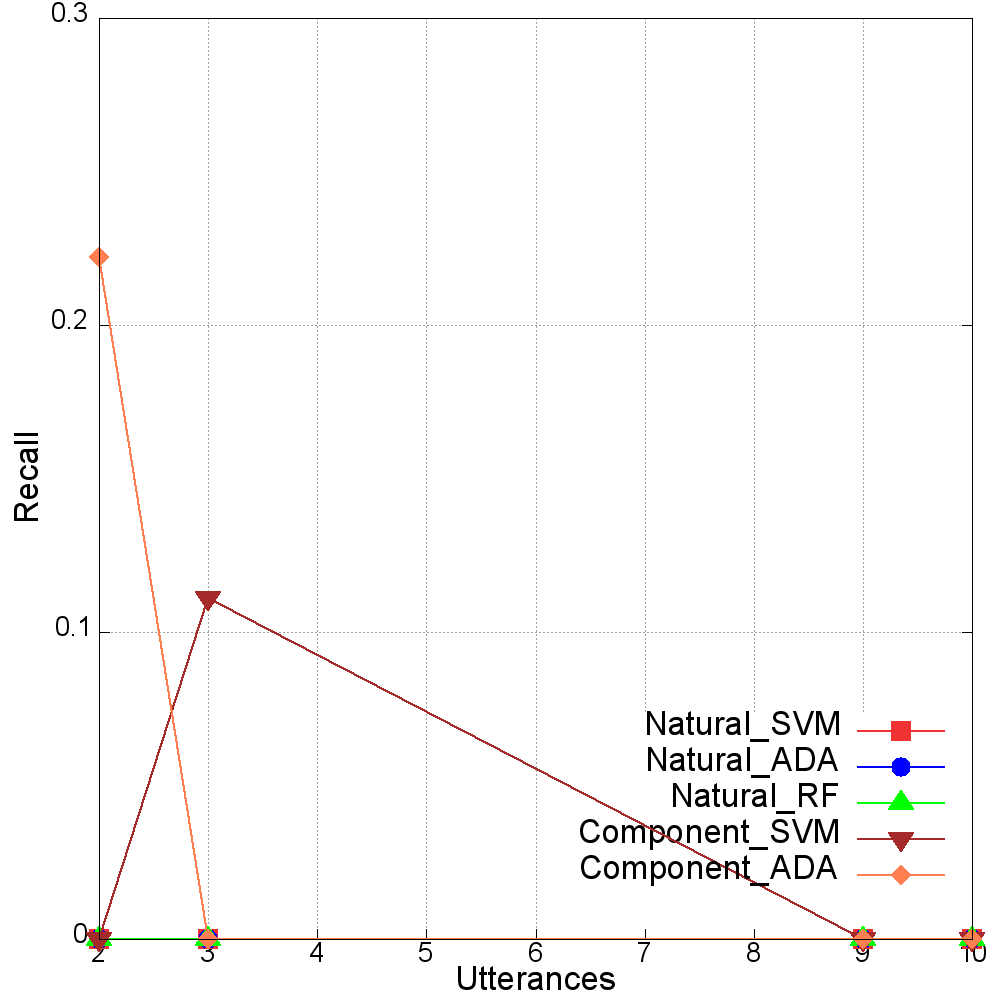 0.3
0.2
0.1
0
Recall
2 3 4 5 6 7 8 9 10
Utterances
Natural_SVM
Natural_ADA
Natural_RF
Component_SVM
Component_ADA